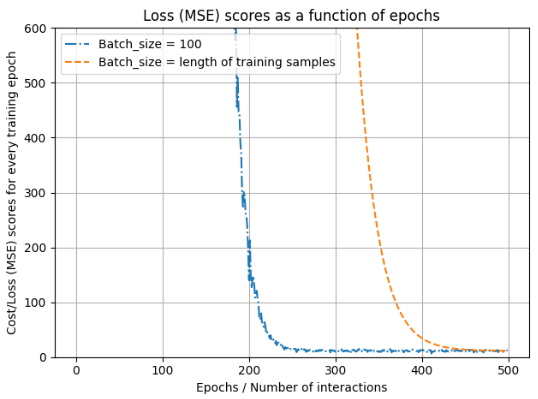 Loss (MSE) scores as a function of epochs
Batch_size = 100
Batch_size = length of training samples
Cost/Loss (MSE) scores for every training epoch
600
500
400
300
200
100
0
0
100
200
300
400
500
Epochs / Number of interactions